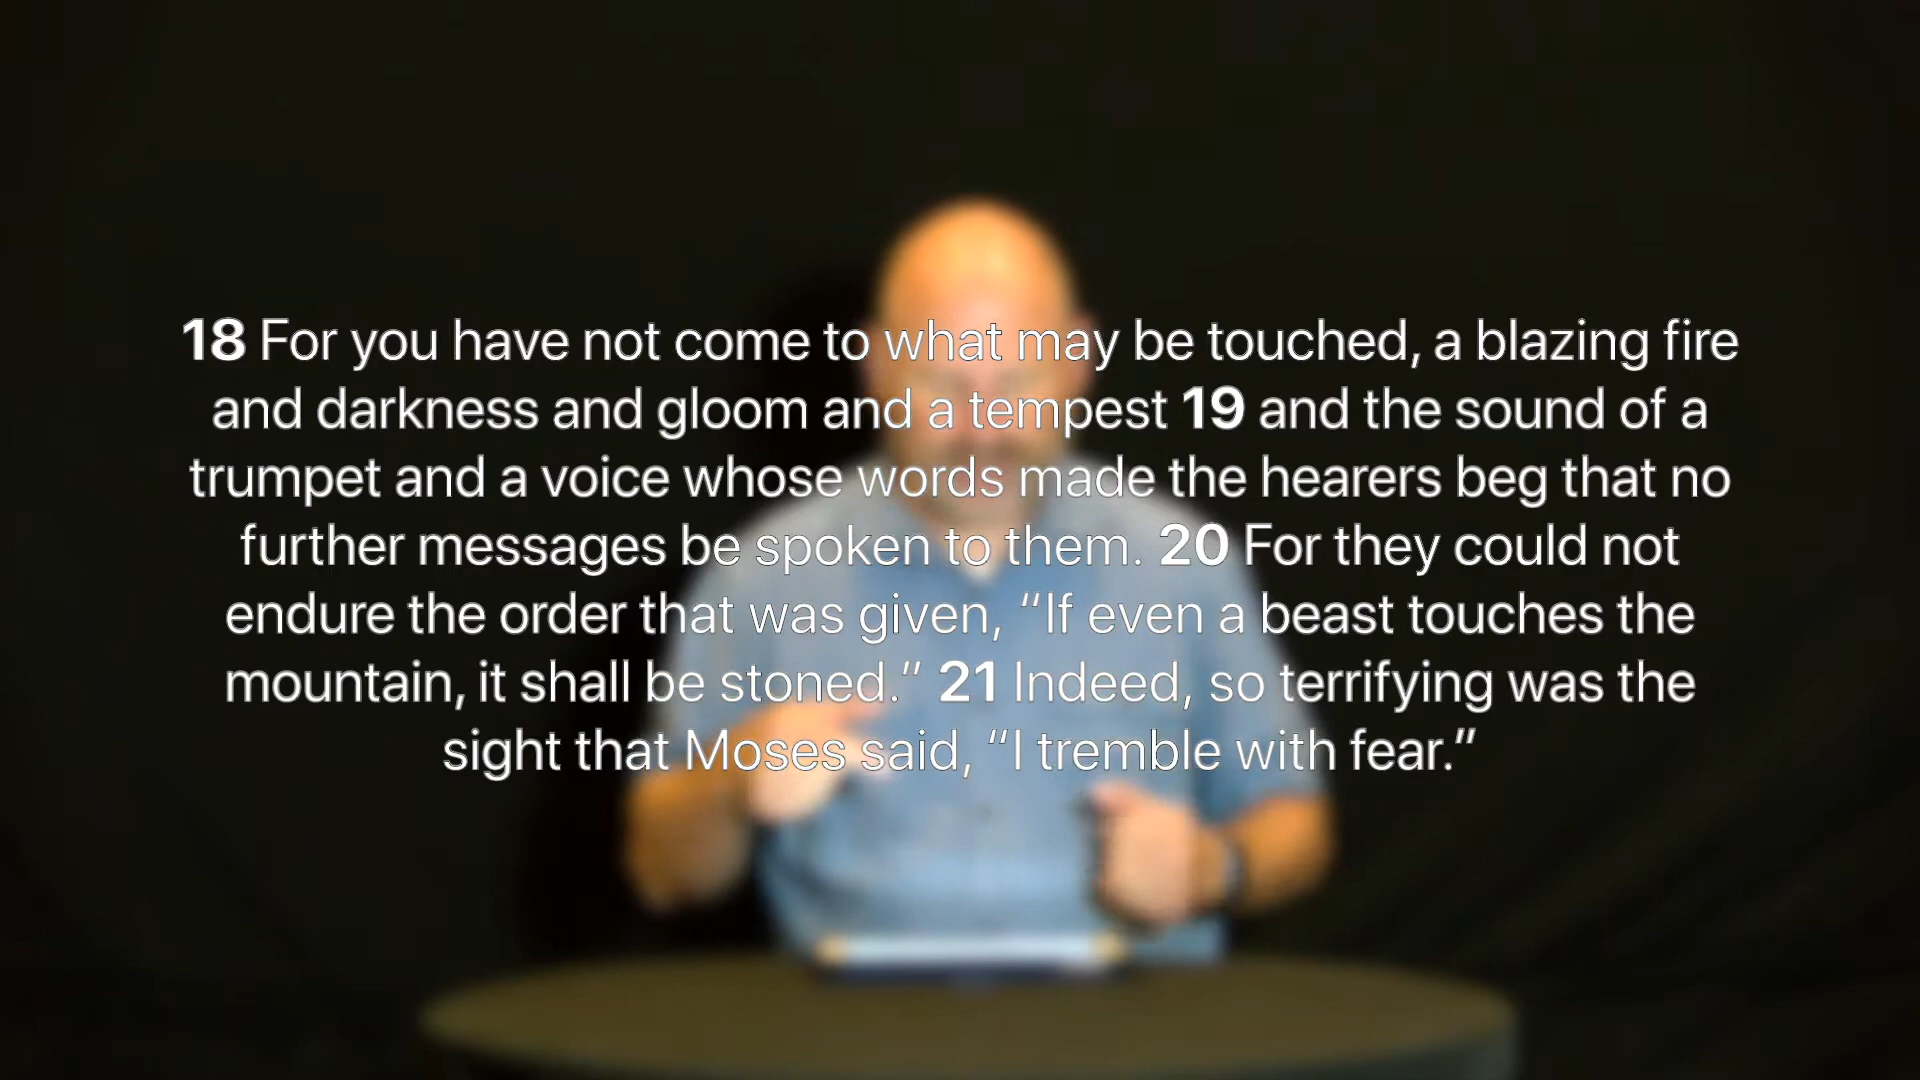 18 For you have not come to what may be touched, a blazing fire
and darkness and gloom and a tempest 19 and the sound of a
trumpet and a voice whose words made the hearers beg that no
further messages be spoken to them. 20 For they could not
endure the order that was given, “If even a beast touches the
mountain, it shall be stoned.” 21 Indeed, so terrifying was the
sight that Moses said, “I tremble with fear.”